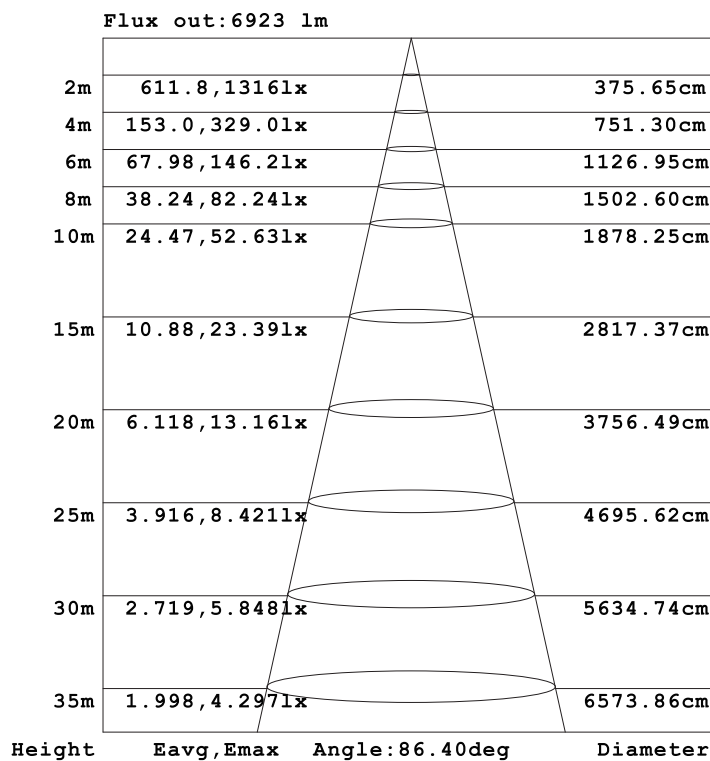 Flux out:6923 lm
2m 611.8,1316lx 375.65cm
4m 153.0,329.0lx 751.30cm
6m 67.98,146.2lx 1126.95cm
8m 38.24,82.24lx 1502.60cm
10m 24.47,52.63lx 1878.25cm
15m 10.88,23.39lx 2817.37cm
20m 6.118,13.16lx 3756.49cm
25m 3.916,8.421lx 4695.62cm
30m 2.719,5.848lx 5634.74cm
35m 1.998,4.297lx 6573.86cm
Height Eavg,Emax Angle:86.40deg Diameter